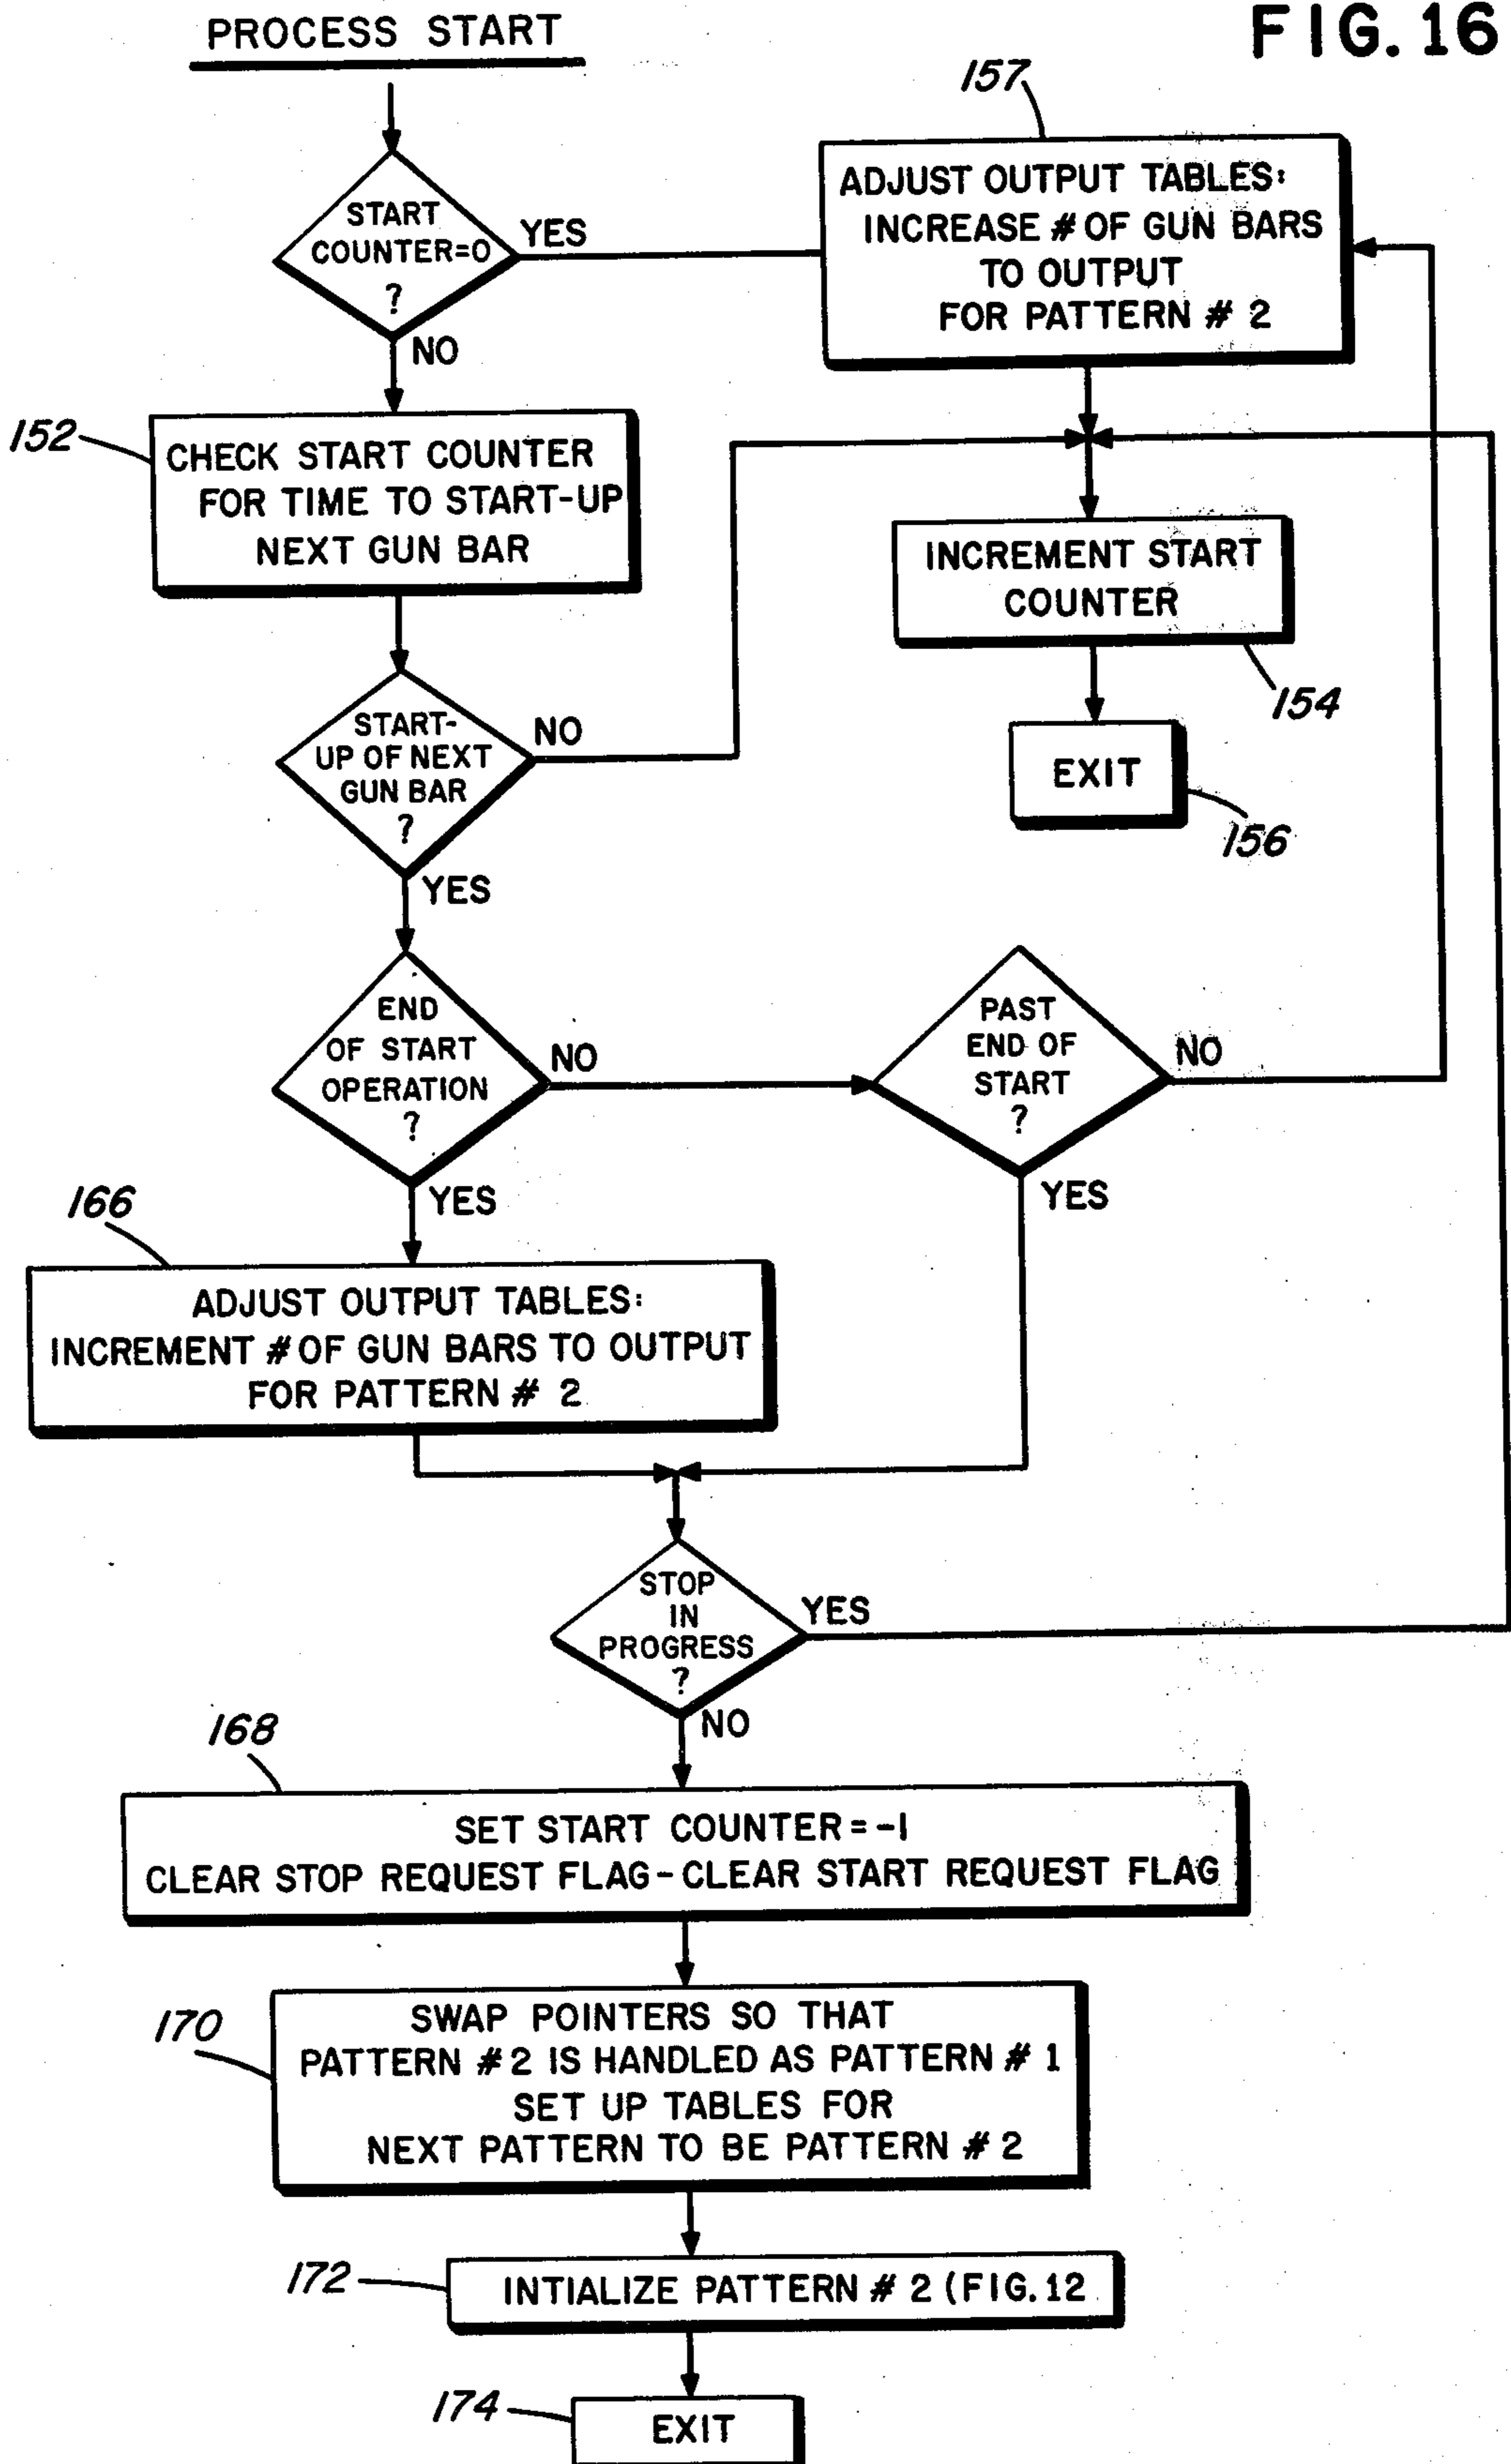 PROCESS START
FIG. 16
157
START
COUNTER=0
?
YES
NO
ADJUST OUTPUT TABLES:
INCREASE # OF GUN BARS
TO OUTPUT
FOR PATTERN # 2
152
CHECK START COUNTER
FOR TIME TO START-UP
NEXT GUN BAR
INCREMENT START
COUNTER
154
EXIT
156
START-
UP OF NEXT
GUN BAR
?
NO
YES
END
OF START
OPERATION
?
NO
YES
PAST
END OF
START
?
NO
YES
166
ADJUST OUTPUT TABLES:
INCREMENT # OF GUN BARS TO OUTPUT
FOR PATTERN # 2
STOP
IN
PROGRESS
?
YES
NO
168
SET START COUNTER = -1
CLEAR STOP REQUEST FLAG - CLEAR START REQUEST FLAG
170
SWAP POINTERS SO THAT
PATTERN # 2 IS HANDLED AS PATTERN # 1
SET UP TABLES FOR
NEXT PATTERN TO BE PATTERN # 2
172
INTIALIZE PATTERN # 2 (FIG. 12
174
EXIT